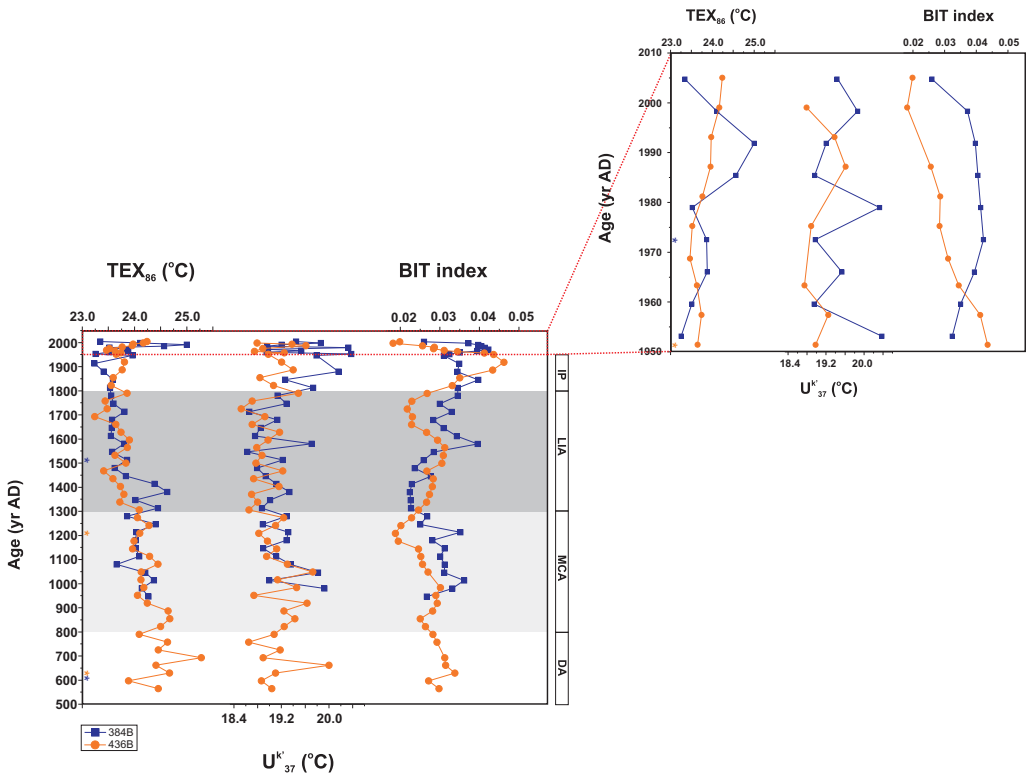 TEX₈₆ (°C) BIT index
23.0 24.0 25.0 0.02 0.03 0.04 0.05
2010
2000
1990
1980
1970
1960
1950
Age (yr AD)
18.4 19.2 20.0
Uᵏ'₃₇ (°C)
TEX₈₆ (°C) BIT index
23.0 24.0 25.0 0.02 0.03 0.04 0.05
2000
1900
1800
1700
1600
1500
1400
1300
1200
1100
1000
900
800
700
600
500
Age (yr AD)
IP
LIA
MCA
DA
18.4 19.2 20.0
384B
436B
Uᵏ'₃₇ (°C)